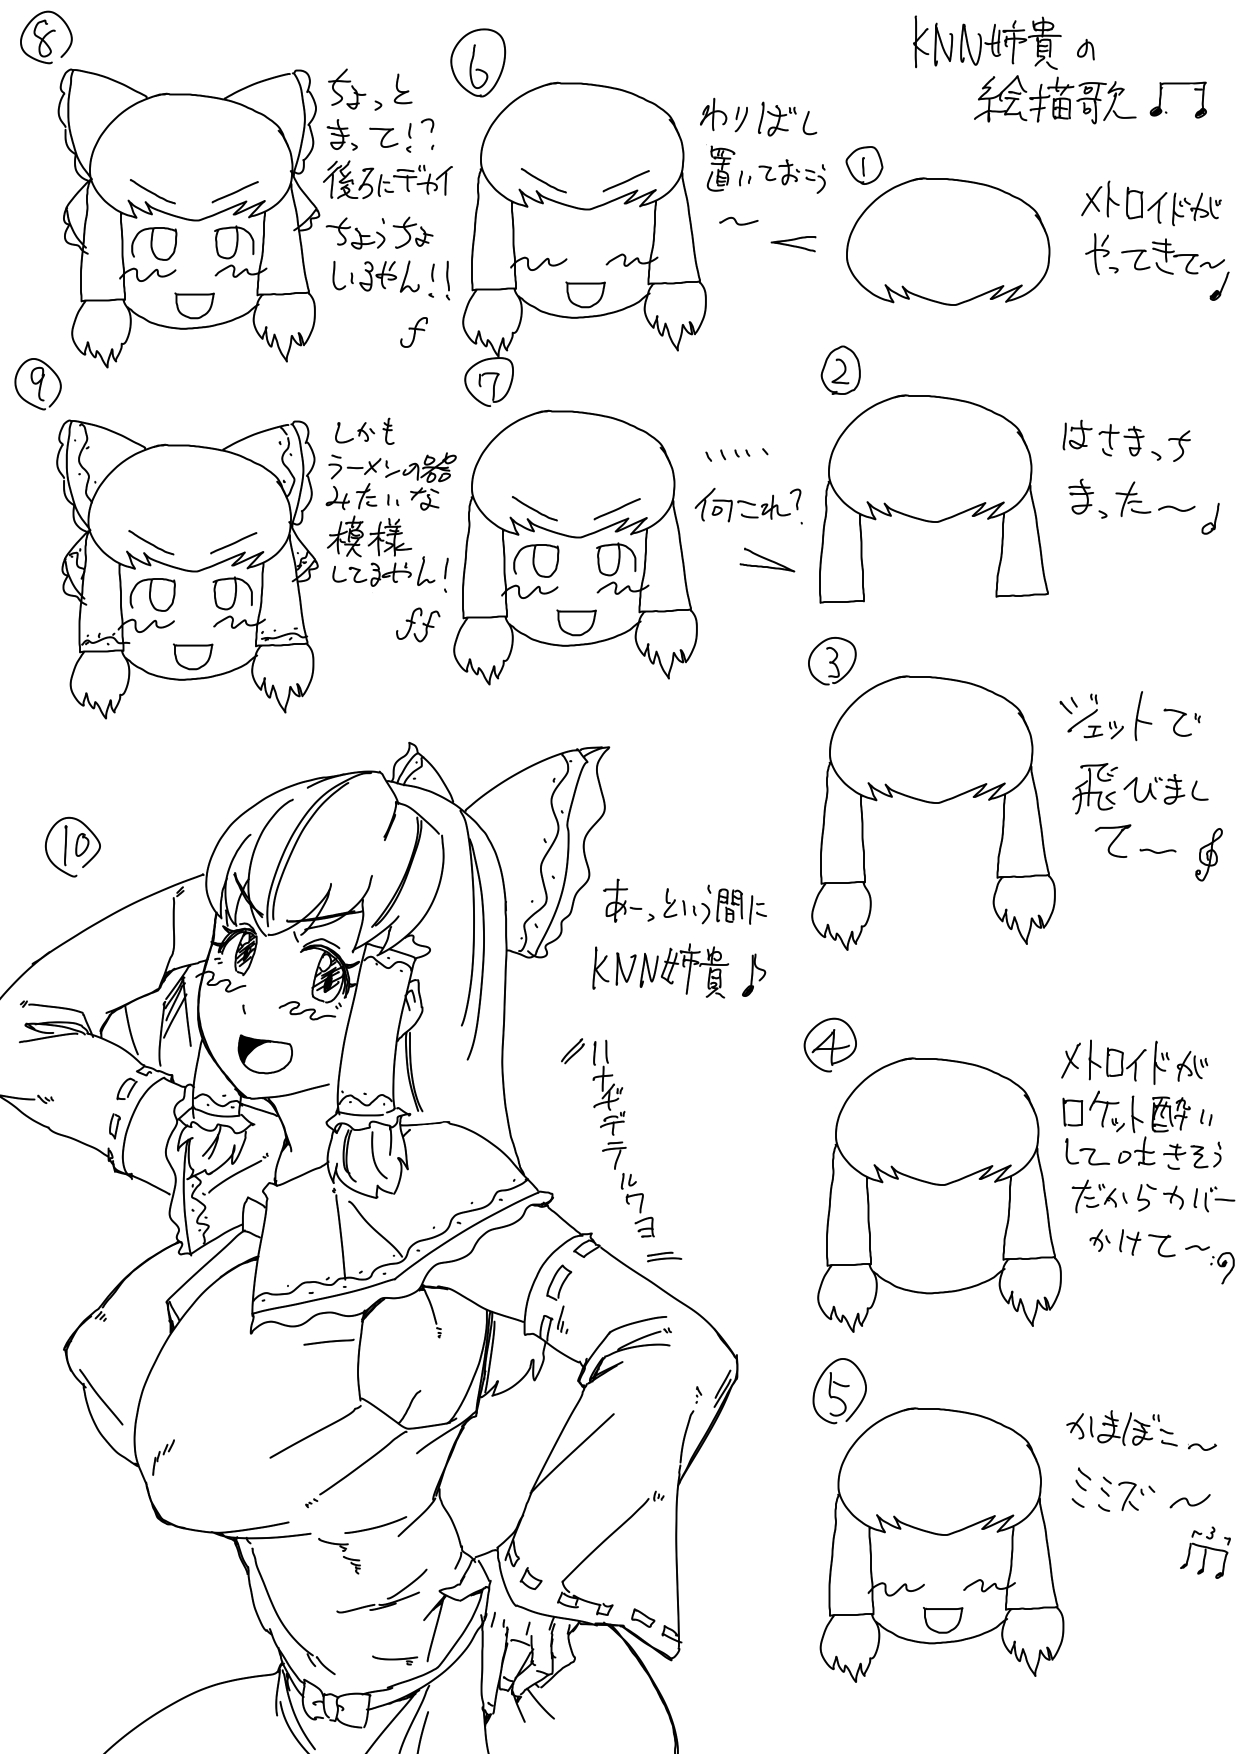 KNN姉貴の
絵描歌
①
メトロイドが
やってきて〜
②
はさまっち
まった〜
③
ジェットで
飛びまし
て〜
④
メトロイドが
ロケット酔い
して吐きそう
だからカバー
かけて〜
⑤
かまぼこ〜
ミミズ〜
3
⑥
わりばし
置いておこう
〜
⑦
……
何これ?
⑧
ちょっと
まって!?
後ろにデカイ
ちょうちょ
いるやん!!
f
⑨
しかも
ラーメンの器
みたいな
模様
してるやん!
ff
⑩
あーっという間に
KNN姉貴♪
ハナギデテルワヨ